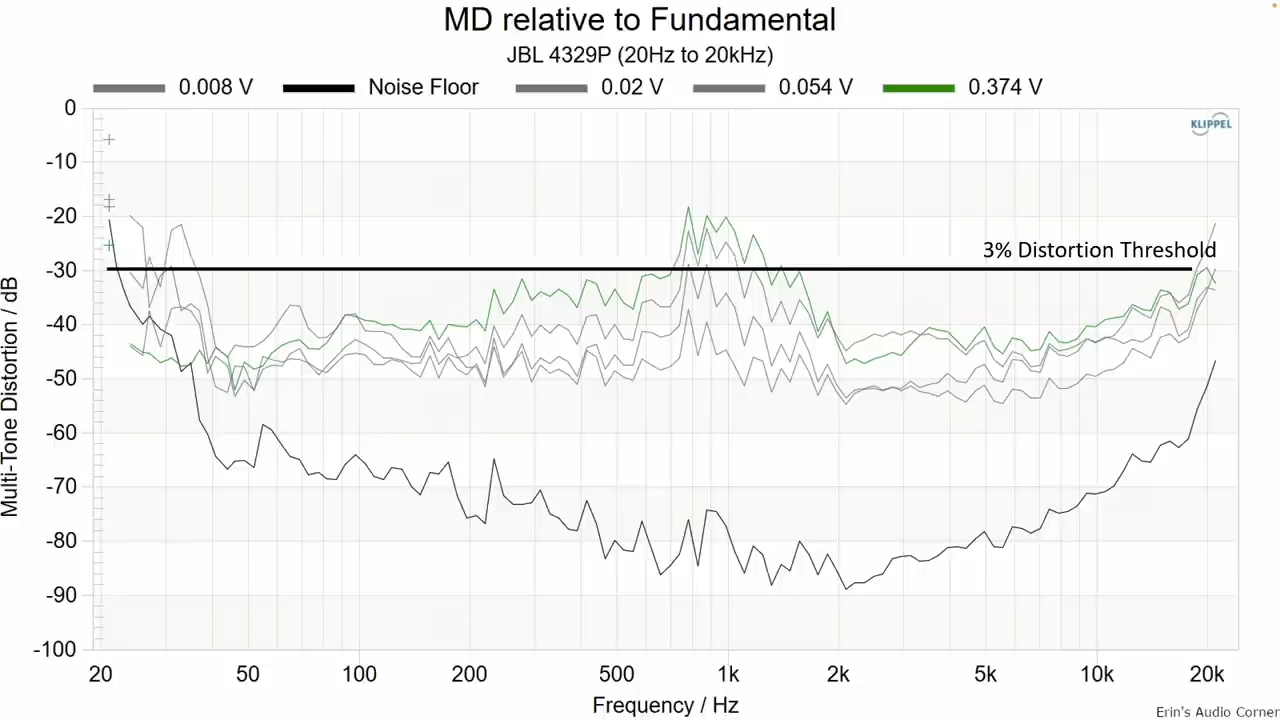 MD relative to Fundamental
JBL 4329P (20Hz to 20kHz)
0.008 V Noise Floor 0.02 V 0.054 V 0.374 V
KLIPPEL
3% Distortion Threshold
Multi-Tone Distortion / dB
0
-10
-20
-30
-40
-50
-60
-70
-80
-90
-100
20 50 100 200 500 1k 2k 5k 10k 20k
Frequency / Hz
Erin's Audio Corner